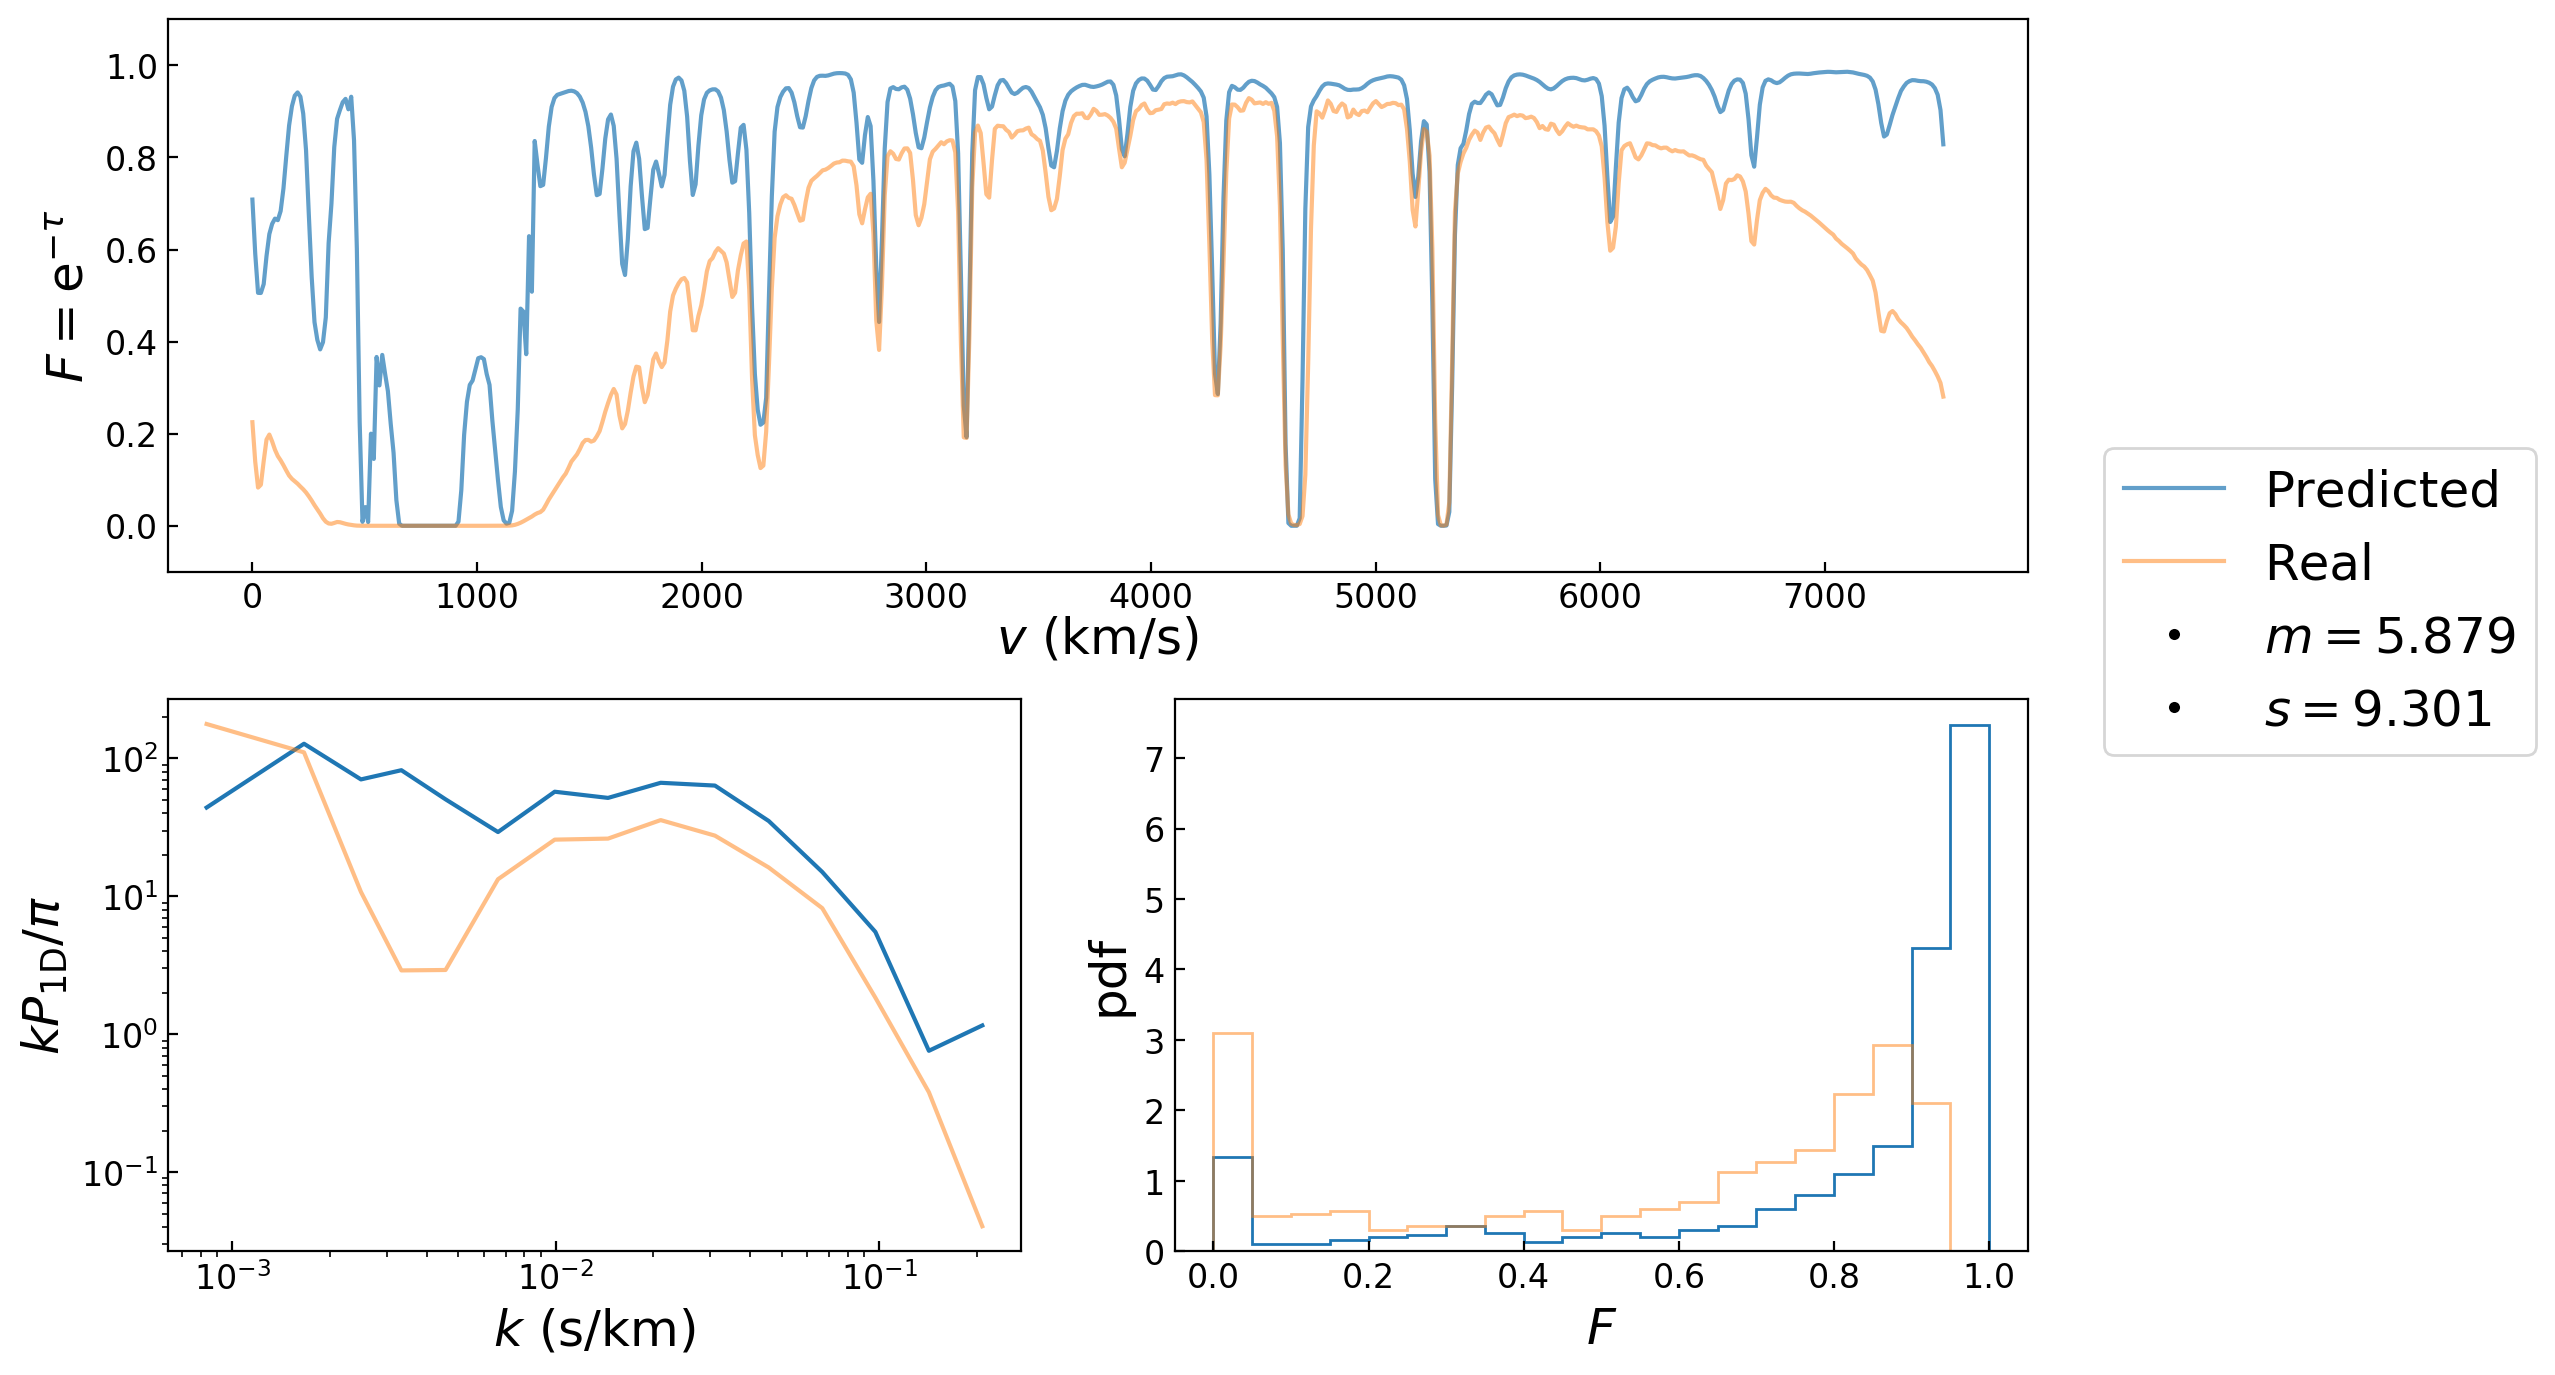 1.0
0.8
0.6
0.4
0.2
0.0
F = e^{-τ}
0 1000 2000 3000 4000 5000 6000 7000
v (km/s)
Predicted
Real
m = 5.879
s = 9.301
10^2
10^1
10^0
10^{-1}
kP_{1D}/π
10^{-3} 10^{-2} 10^{-1}
k (s/km)
7
6
5
4
3
2
1
0
pdf
0.0 0.2 0.4 0.6 0.8 1.0
F